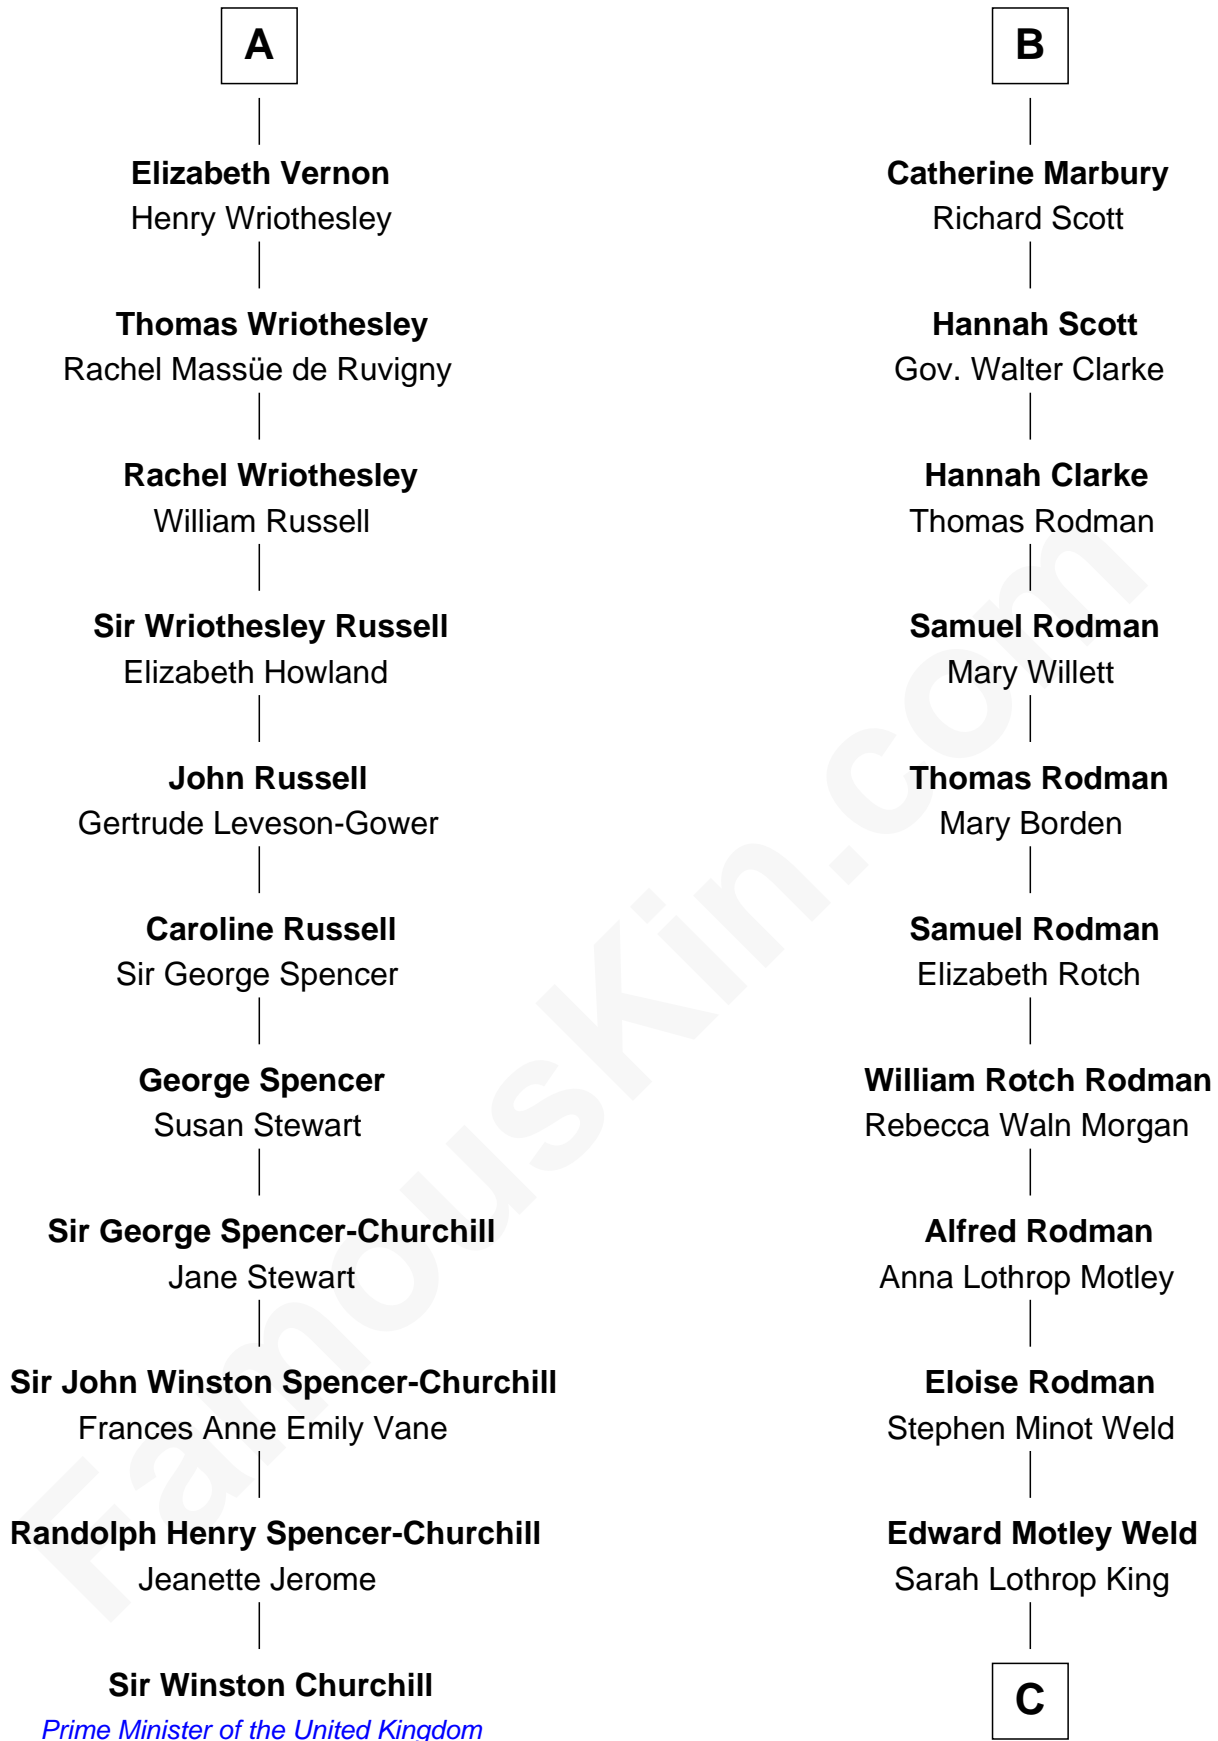 A
Elizabeth Vernon
Henry Wriothesley
Thomas Wriothesley
Rachel Massüe de Ruvigny
Rachel Wriothesley
William Russell
Sir Wriothesley Russell
Elizabeth Howland
John Russell
Gertrude Leveson-Gower
Caroline Russell
Sir George Spencer
George Spencer
Susan Stewart
Sir George Spencer-Churchill
Jane Stewart
Sir John Winston Spencer-Churchill
Frances Anne Emily Vane
Randolph Henry Spencer-Churchill
Jeanette Jerome
Sir Winston Churchill
Prime Minister of the United Kingdom
B
Catherine Marbury
Richard Scott
Hannah Scott
Gov. Walter Clarke
Hannah Clarke
Thomas Rodman
Samuel Rodman
Mary Willett
Thomas Rodman
Mary Borden
Samuel Rodman
Elizabeth Rotch
William Rotch Rodman
Rebecca Waln Morgan
Alfred Rodman
Anna Lothrop Motley
Eloise Rodman
Stephen Minot Weld
Edward Motley Weld
Sarah Lothrop King
C
FamousKin.com